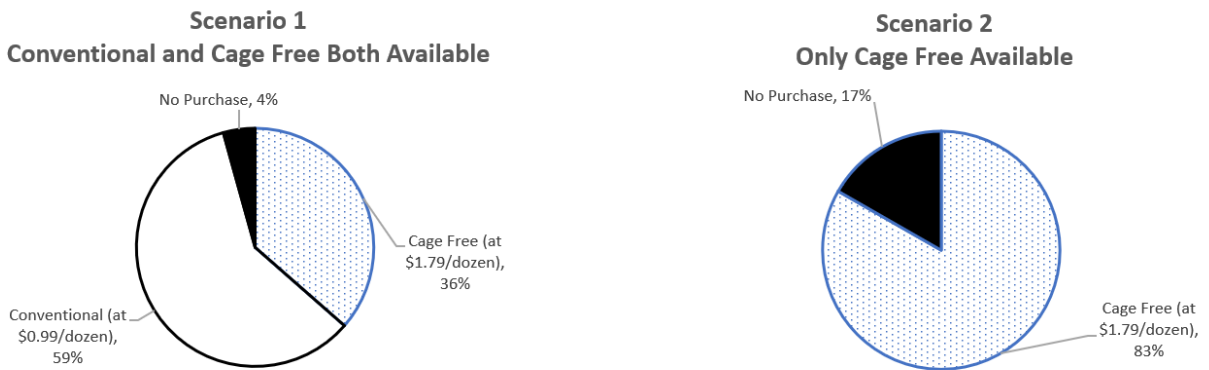 Scenario 1
Conventional and Cage Free Both Available
No Purchase, 4%
Cage Free (at
$1.79/dozen),
36%
Conventional (at
$0.99/dozen),
59%
Scenario 2
Only Cage Free Available
No Purchase, 17%
Cage Free (at
$1.79/dozen),
83%